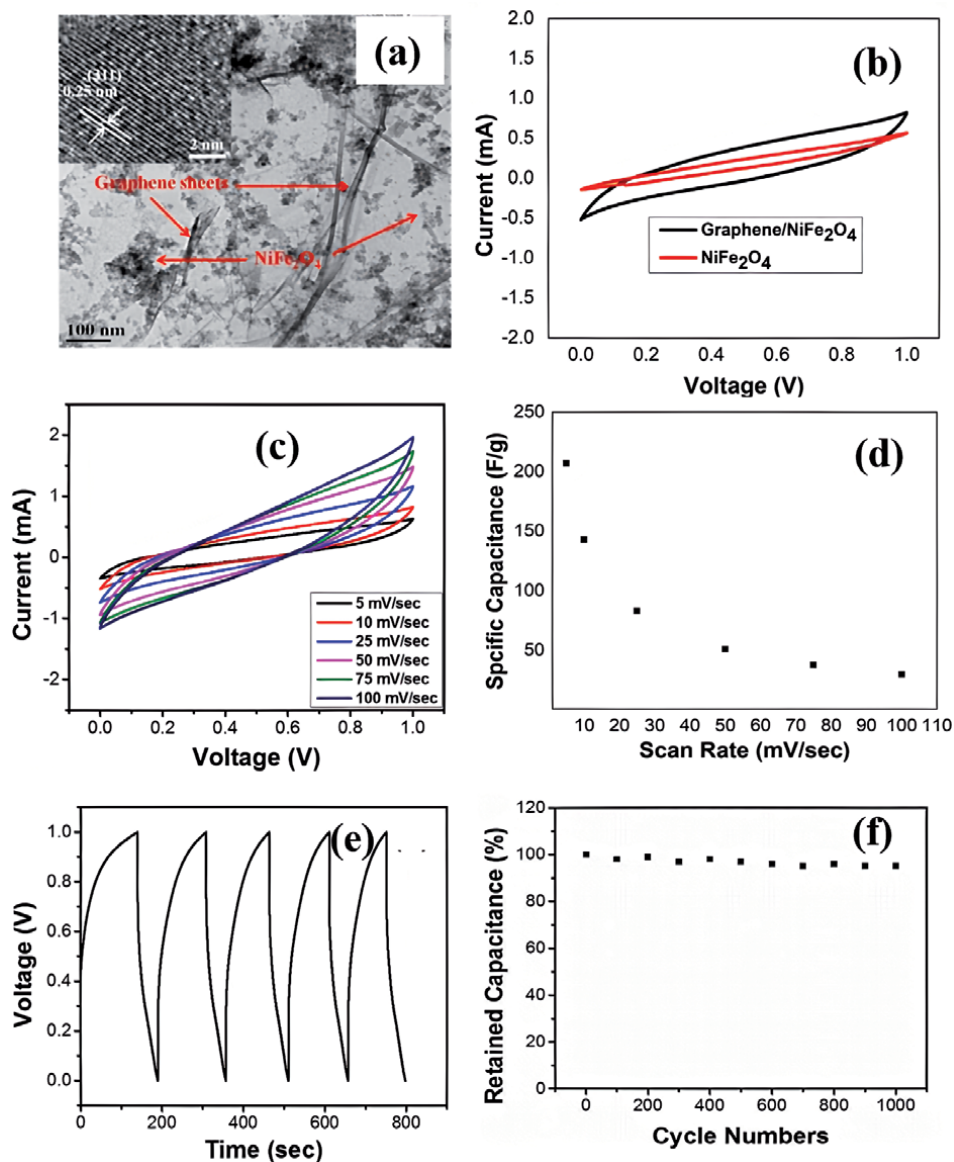 (a)
(311)
0.25 nm
2 nm
Graphene sheets
NiFe2O4
100 nm
(b)
Current (mA)
2.0
1.5
1.0
0.5
0.0
-0.5
-1.0
-1.5
-2.0
Graphene/NiFe2O4
NiFe2O4
0.0 0.2 0.4 0.6 0.8 1.0
Voltage (V)
(c)
Current (mA)
2
1
0
-1
-2
5 mV/sec
10 mV/sec
25 mV/sec
50 mV/sec
75 mV/sec
100 mV/sec
0.0 0.2 0.4 0.6 0.8 1.0
Voltage (V)
(d)
Spcific Capacitance (F/g)
250
200
150
100
50
10 20 30 40 50 60 70 80 90 100 110
Scan Rate (mV/sec)
(e)
Voltage (V)
1.0
0.8
0.6
0.4
0.2
0.0
0 200 400 600 800
Time (sec)
(f)
Retained Capacitance (%)
120
100
80
60
40
20
0
0 200 400 600 800 1000
Cycle Numbers